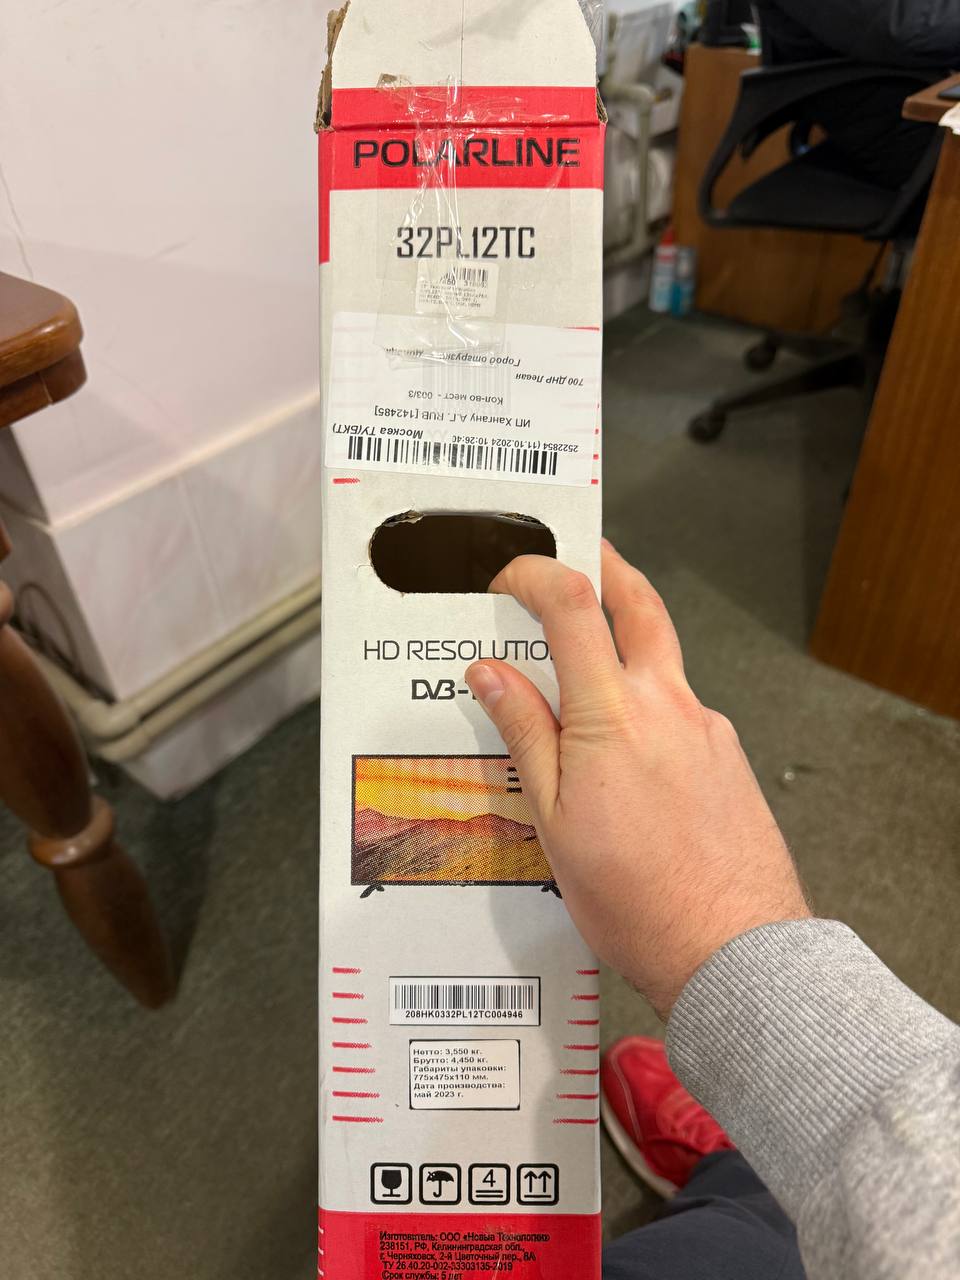 POLARLINE
32PL12TC
Город отгрузки
700 ДНР Левая
Кол-во мест - 003/3
ИП Хангану А.Г. RUB [142485]
Москва ТУ(БКТ)
2522854 (11.10.2024 10:26:40
HD RESOLUTIO
DVB-
208HK0332PL12TC004946
Нетто: 3,550 кг.
Брутто: 4,450 кг.
Габариты упаковки:
775x475x110 мм.
Дата производства:
май 2023 г.
4
Изготовитель: ООО «Новые Технологии»
238151, РФ, Калининградская обл.,
г. Черняховск, 2-й Цветочный пер., 8А
ТУ 26.40.20-002-33303135-2019
Срок службы: 5 лет